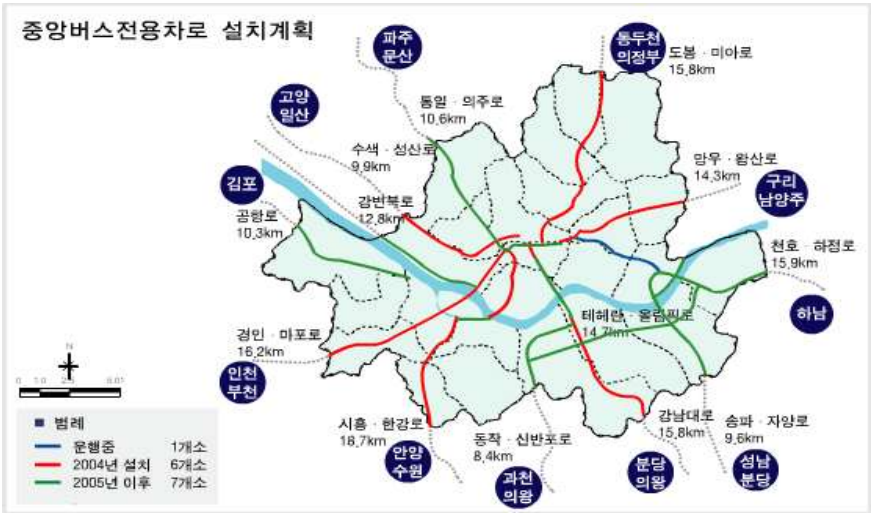 중앙버스전용차로 설치계획
파주
문산
동두천
의정부
도봉 · 미아로
15.8km
고양
일산
통일 · 의주로
10.6km
수색 · 성산로
9.9km
망우 · 왕산로
14.3km
구리
남양주
김포
강변북로
12.8km
공항로
10.3km
천호 · 하정로
15.9km
하남
테헤란 · 올림픽로
14.7km
경인 · 마포로
16.2km
인천
부천
N
0 1.0 2.0
시흥 · 한강로
18.7km
안양
수원
동작 · 신반포로
8.4km
과천
의왕
강남대로
15.8km
분당
의왕
송파 · 자양로
9.6km
성남
분당
범례
운행중 1개소
2004년 설치 6개소
2005년 이후 7개소